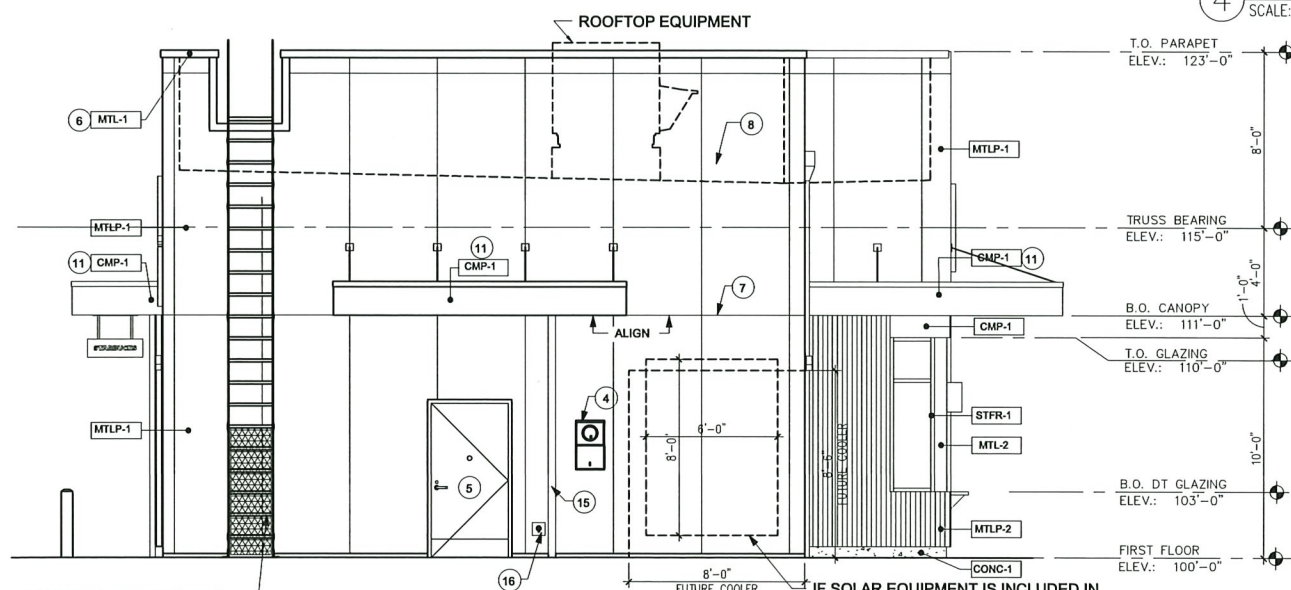 4
SCALE:
ROOFTOP EQUIPMENT
T.O. PARAPET
ELEV.: 123'-0"
6 MTL-1
8
MTLP-1
8'-0"
MTLP-1
TRUSS BEARING
ELEV.: 115'-0"
11 CMP-1
11
CMP-1
CMP-1 11
4'-0"
1'-0"
7
B.O. CANOPY
ELEV.: 111'-0"
ALIGN
CMP-1
STARBUCKS
T.O. GLAZING
ELEV.: 110'-0"
4
MTLP-1
6'-0"
8'-0"
8'-6"
FUTURE COOLER
STFR-1
MTL-2
10'-0"
5
15
B.O. DT GLAZING
ELEV.: 103'-0"
MTLP-2
16
FIRST FLOOR
ELEV.: 100'-0"
CONC-1
8'-0"
FUTURE COOLER
IF SOLAR EQUIPMENT IS INCLUDED IN